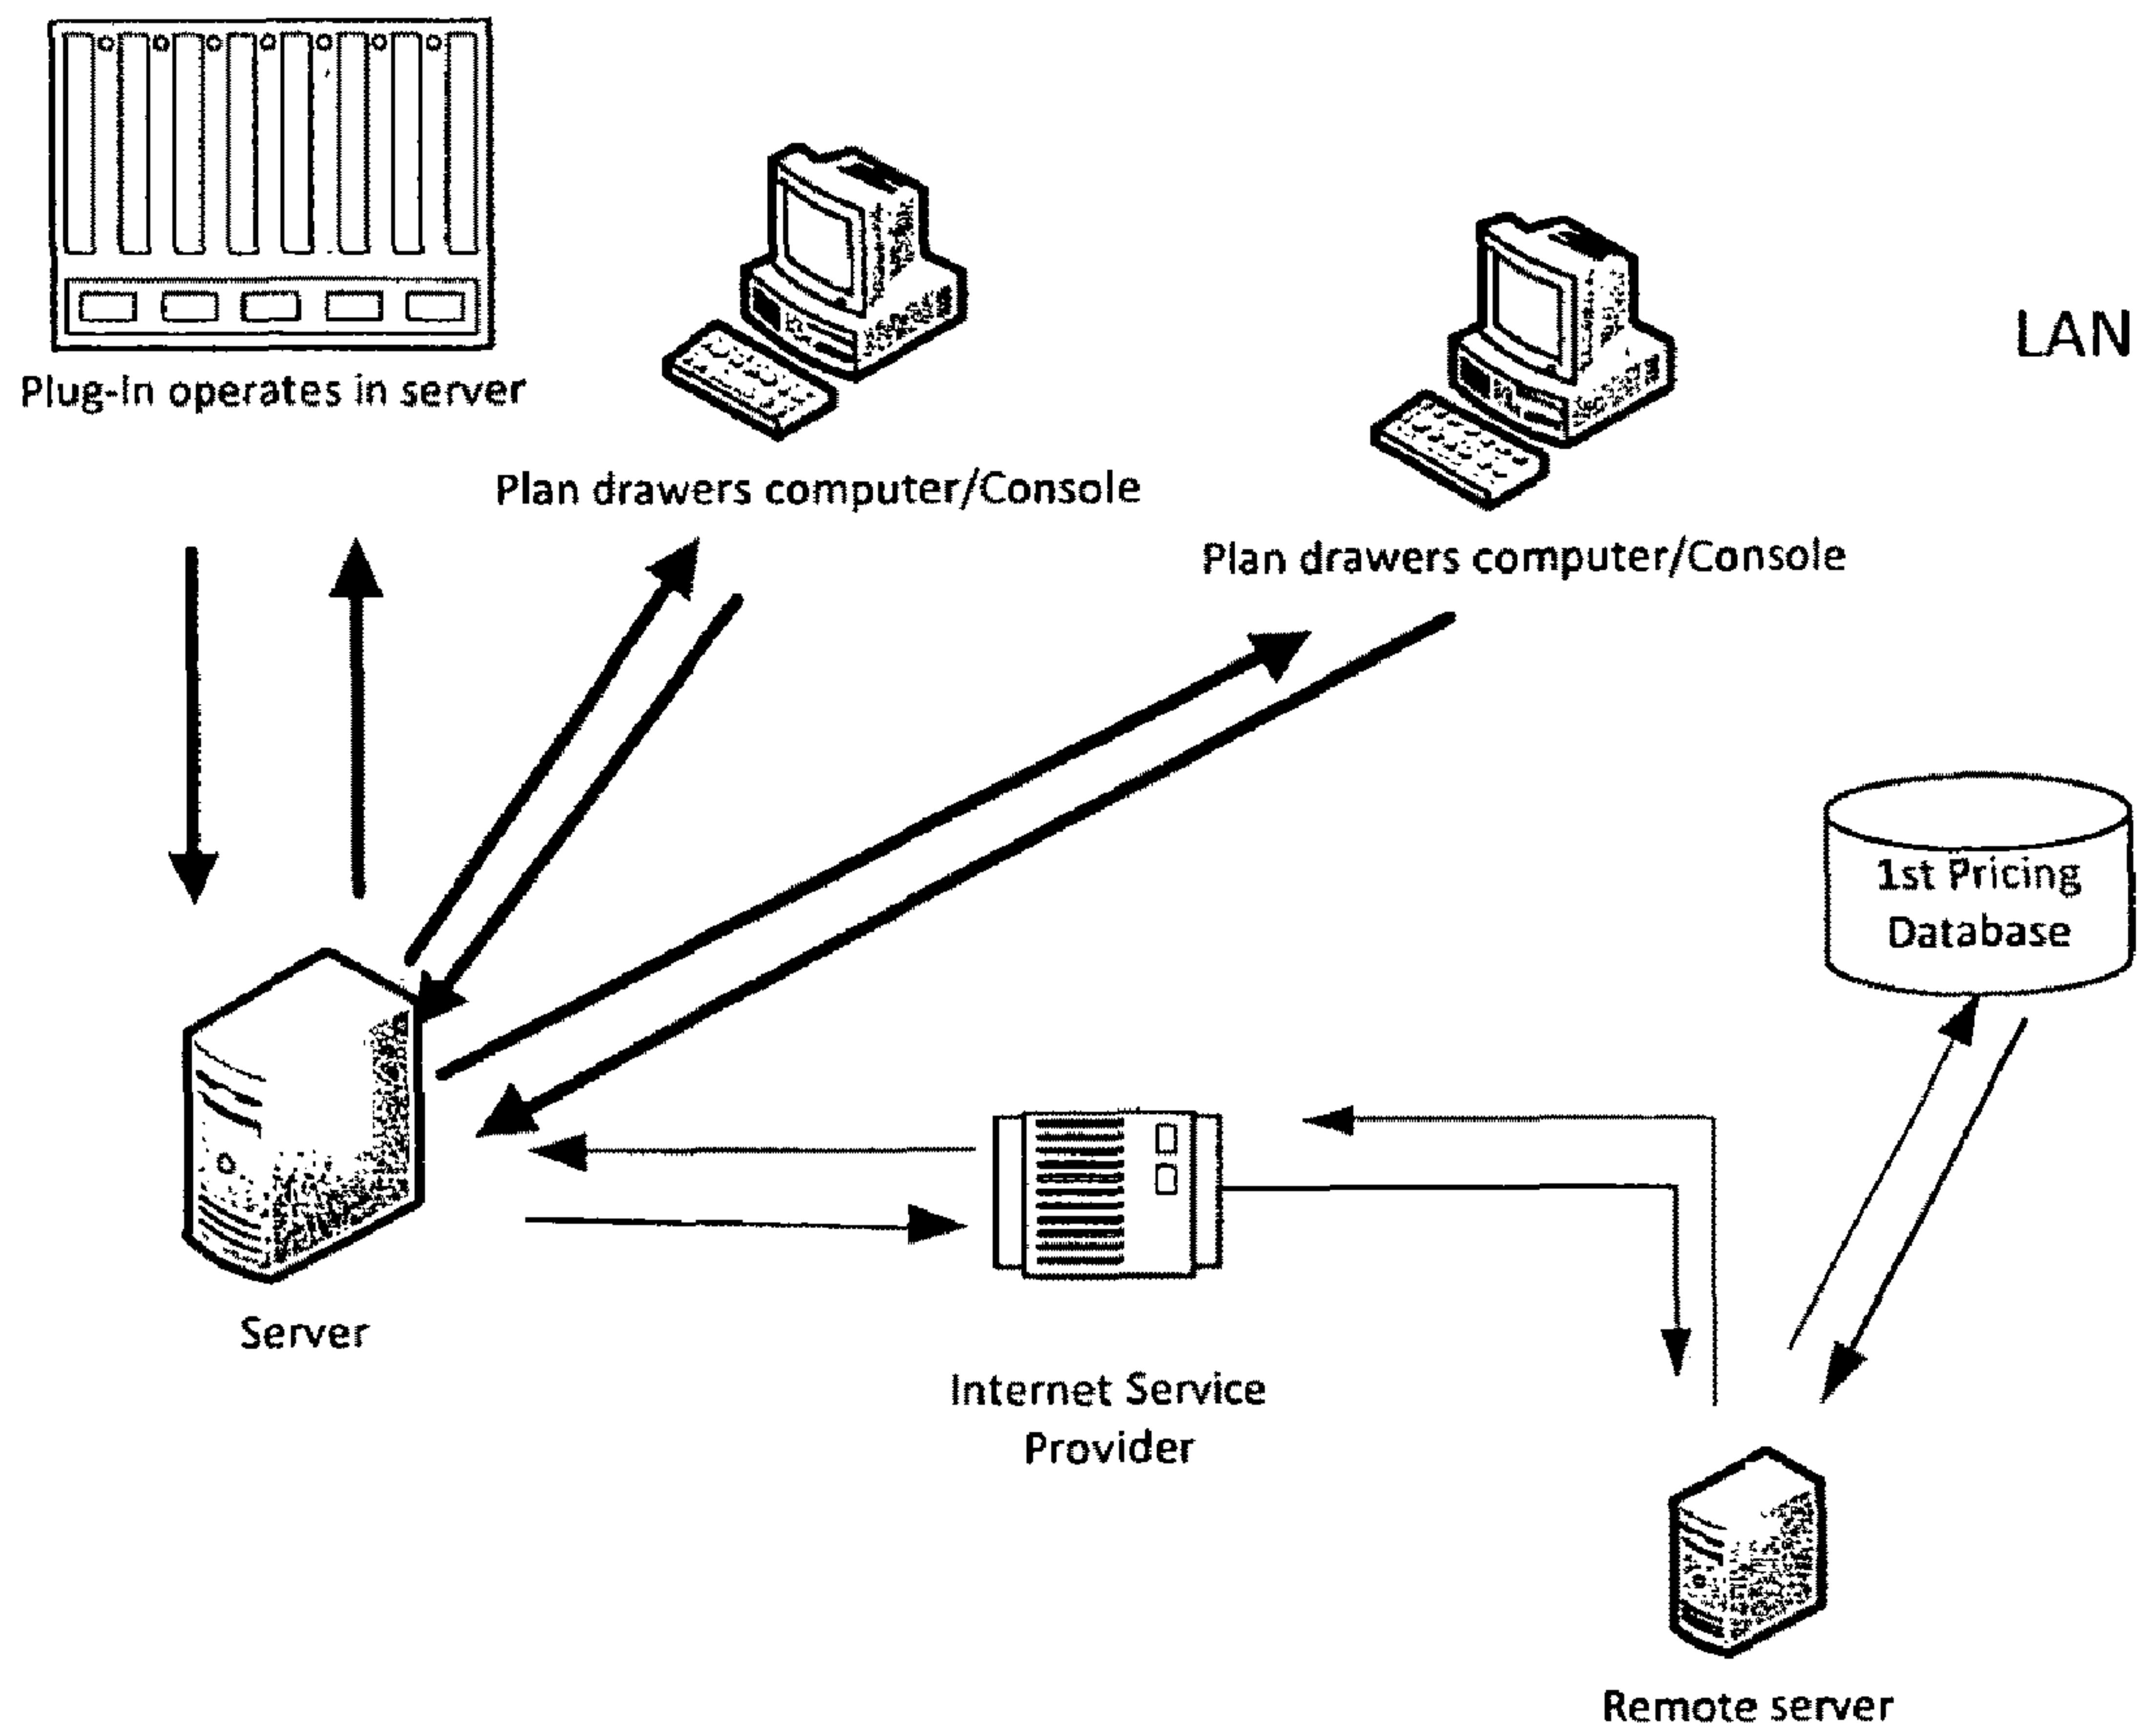 LAN
Plug-In operates in server
Plan drawers computer/Console
Plan drawers computer/Console
1st Pricing
Database
Server
Internet Service
Provider
Remote server